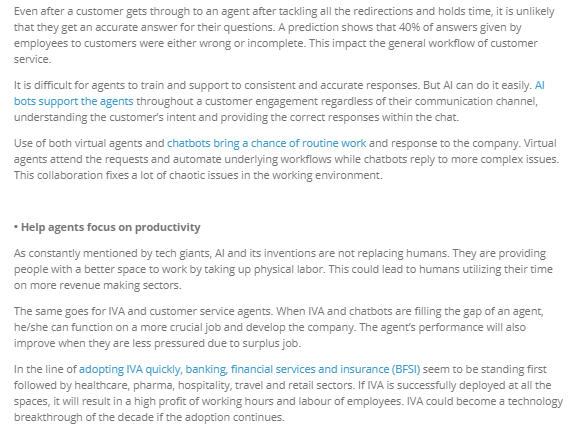 Even after a customer gets through to an agent after tackling all the redirections and holds time, it is unlikely
that they get an accurate answer for their questions. A prediction shows that 40% of answers given by
employees to customers were either wrong or incomplete. This impact the general workflow of customer
service.
It is difficult for agents to train and support to consistent and accurate responses. But AI can do it easily. AI
bots support the agents throughout a customer engagement regardless of their communication channel,
understanding the customer's intent and providing the correct responses within the chat.
Use of both virtual agents and chatbots bring a chance of routine work and response to the company. Virtual
agents attend the requests and automate underlying workflows while chatbots reply to more complex issues.
This collaboration fixes a lot of chaotic issues in the working environment.
• Help agents focus on productivity
As constantly mentioned by tech giants, AI and its inventions are not replacing humans. They are providing
people with a better space to work by taking up physical labor. This could lead to humans utilizing their time
on more revenue making sectors.
The same goes for IVA and customer service agents. When IVA and chatbots are filling the gap of an agent,
he/she can function on a more crucial job and develop the company. The agent's performance will also
improve when they are less pressured due to surplus job.
In the line of adopting IVA quickly, banking, financial services and insurance (BFSI) seem to be standing first
followed by healthcare, pharma, hospitality, travel and retail sectors. If IVA is successfully deployed at all the
spaces, it will result in a high profit of working hours and labour of employees. IVA could become a technology
breakthrough of the decade if the adoption continues.